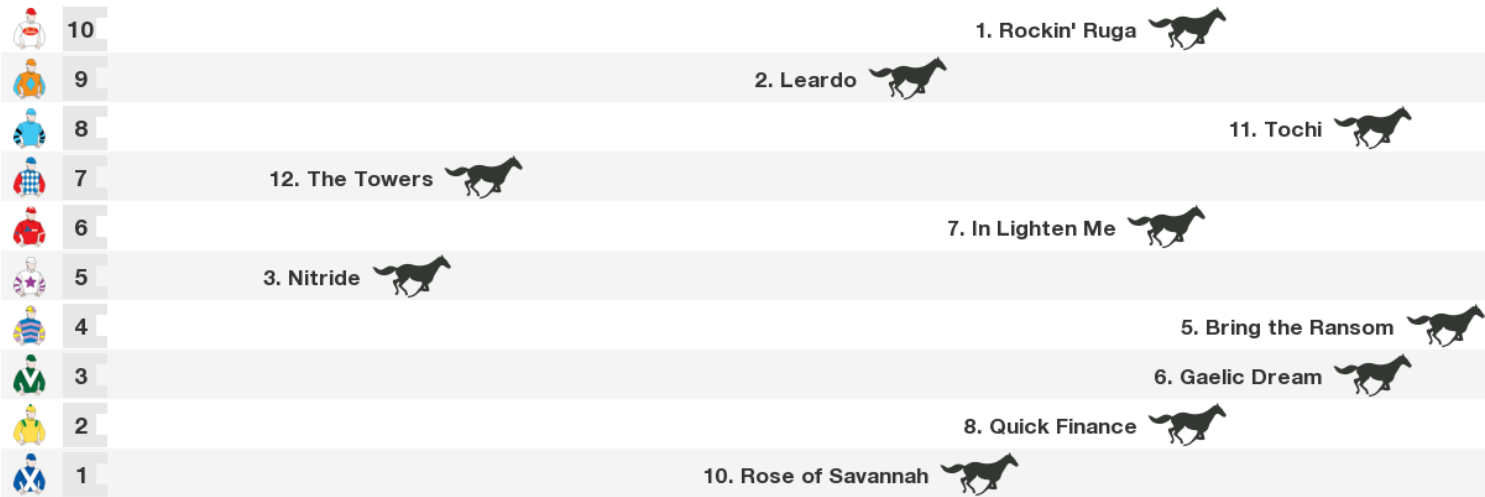 10 1. Rockin' Ruga
9 2. Leardo
8 11. Tochi
7 12. The Towers
6 7. In Lighten Me
5 3. Nitride
4 5. Bring the Ransom
3 6. Gaelic Dream
2 8. Quick Finance
1 10. Rose of Savannah